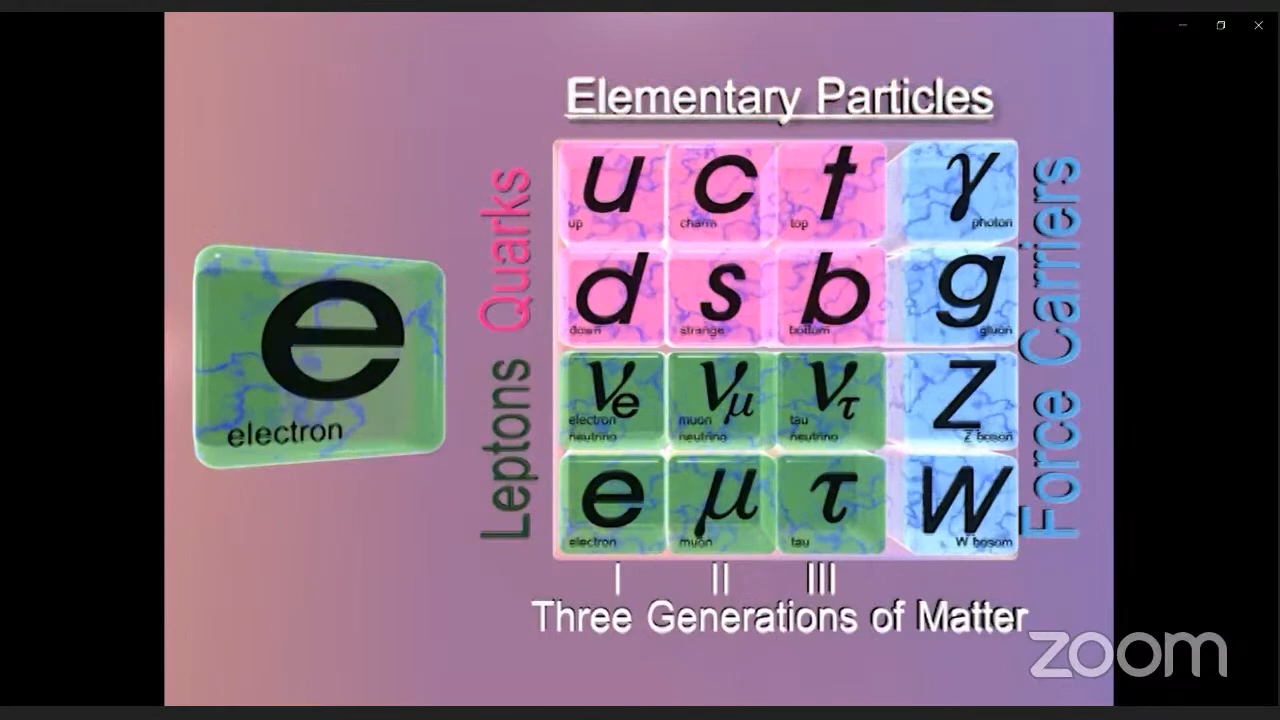 Elementary Particles
e
electron
Quarks
Leptons
u c t γ
up charm top photon
d s b g
down strange bottom gluon
νe νμ ντ Z
electron neutrino muon neutrino tau neutrino Z boson
e μ τ W
electron muon tau W bosom
Force Carriers
I II III
Three Generations of Matter
zoom